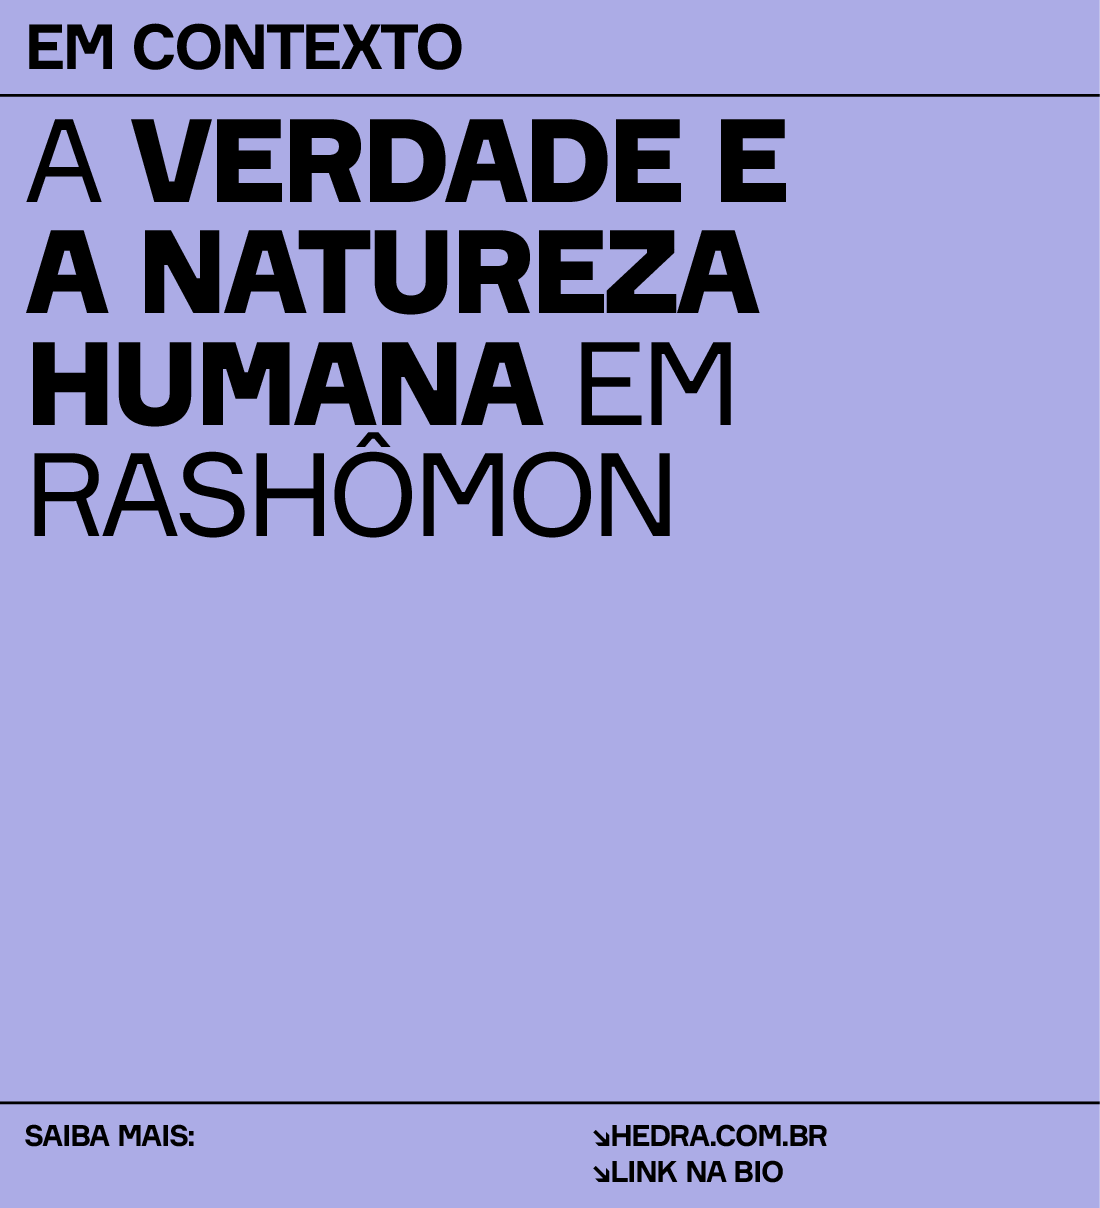 EM CONTEXTO
A VERDADE E
A NATUREZA
HUMANA EM
RASHÔMON
SAIBA MAIS:
↘HEDRA.COM.BR
↘LINK NA BIO